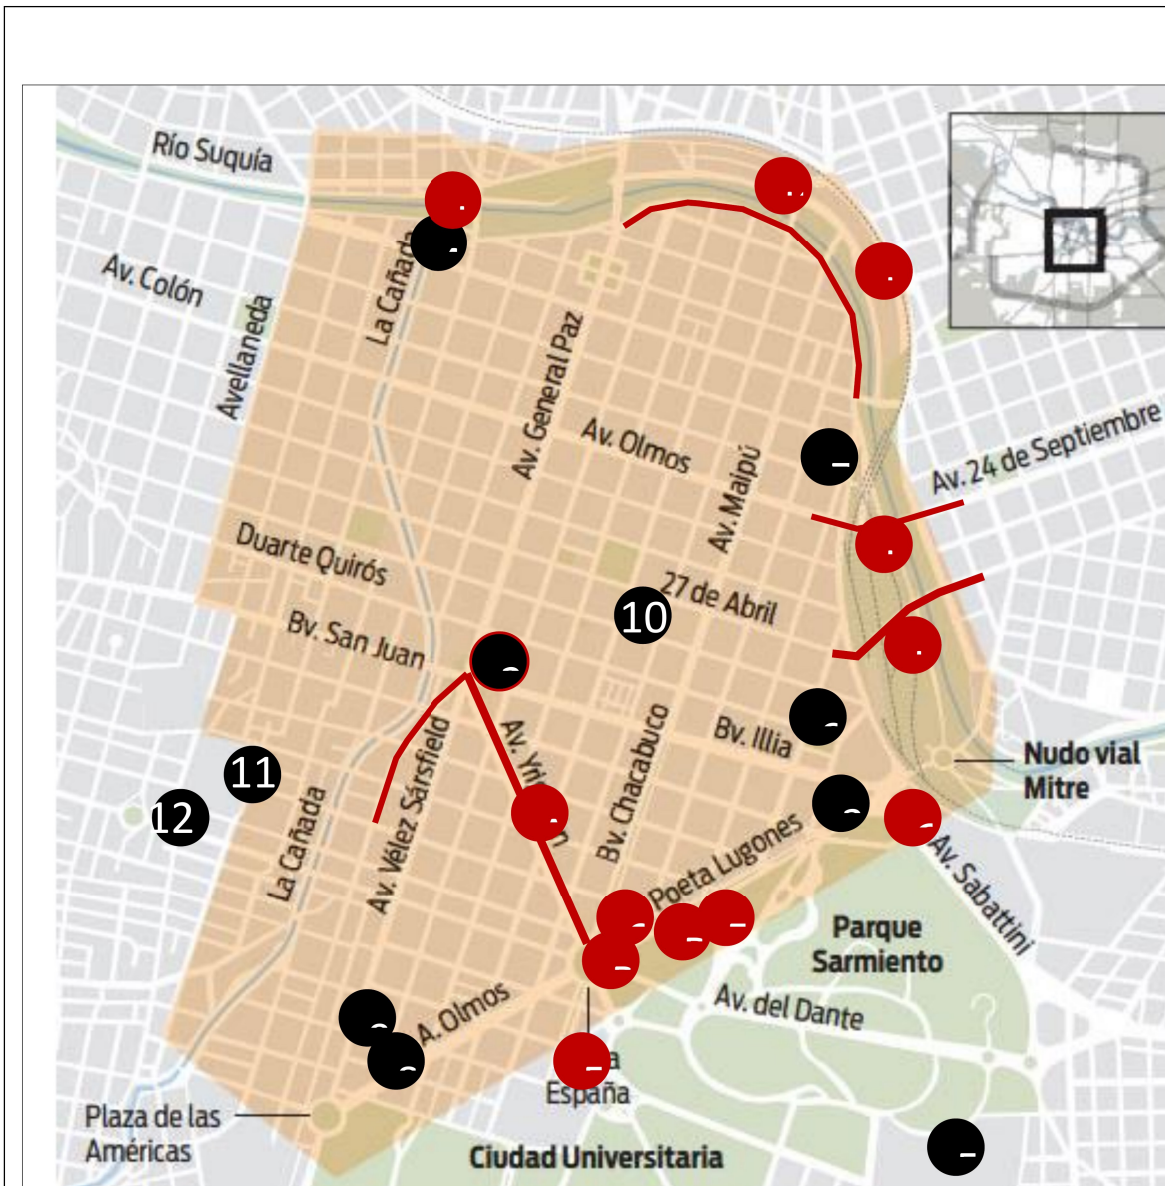 Río Suquía
Av. Colón
Avellaneda
La Cañada
Av. General Paz
Av. Olmos
Av. Maipú
Av. 24 de Septiembre
Duarte Quirós
27 de Abril
10
Bv. San Juan
Av. Vélez Sársfield
Bv. Chacabuco
Bv. Illia
Nudo vial
Mitre
11
12
La Cañada
Poeta Lugones
Av. Sabattini
Parque
Sarmiento
Av. del Dante
A. Olmos
España
Plaza de las
Américas
Ciudad Universitaria